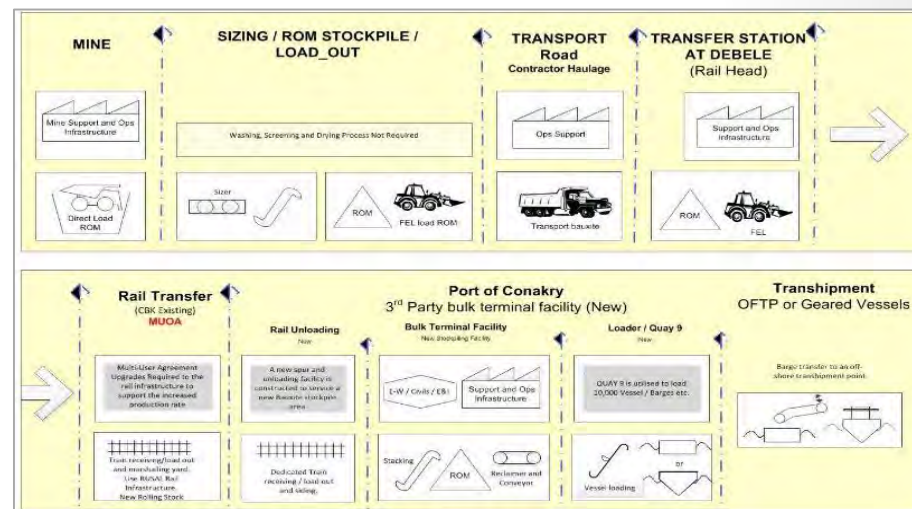 MINE
SIZING / ROM STOCKPILE /
LOAD_OUT
TRANSPORT
Road
Contractor Haulage
TRANSFER STATION
AT DEBELE
(Rail Head)
Mine Support and Ops
Infrastructure
Washing, Screening and Drying Process Not Required
Ops Support
Support and Ops
Infrastructure
Direct Load
ROM
Sizer
ROM
FEL load ROM
Transport bauxite
ROM
FEL
Rail Transfer
(CBK Existing)
MUOA
Port of Conakry
3rd Party bulk terminal facility (New)
Transhipment
OFTP or Geared Vessels
Rail Unloading
New
Bulk Terminal Facility
New Stockpiling Facility
Loader / Quay 9
New
Multi-User Agreement
Upgrades Required to the
rail infrastructure to
support the increased
production rate
A new spur and
unloading facility is
constructed to service a
new Bauxite stockpile
area
E-W / Civils / E&I
Support and Ops
Infrastructure
QUAY 9 is utilised to load
10,000 Vessel / Barges etc.
Barge transfer to an off-
shore transhipment point.
Train receiving/load out
and marshalling yard.
Use RUSAL Rail
Infrastructure.
New Rolling Stock
Dedicated Train
receiving / load out
and siding.
Stacking
ROM
Reclaimer and
Conveyor
Vessel loading
or